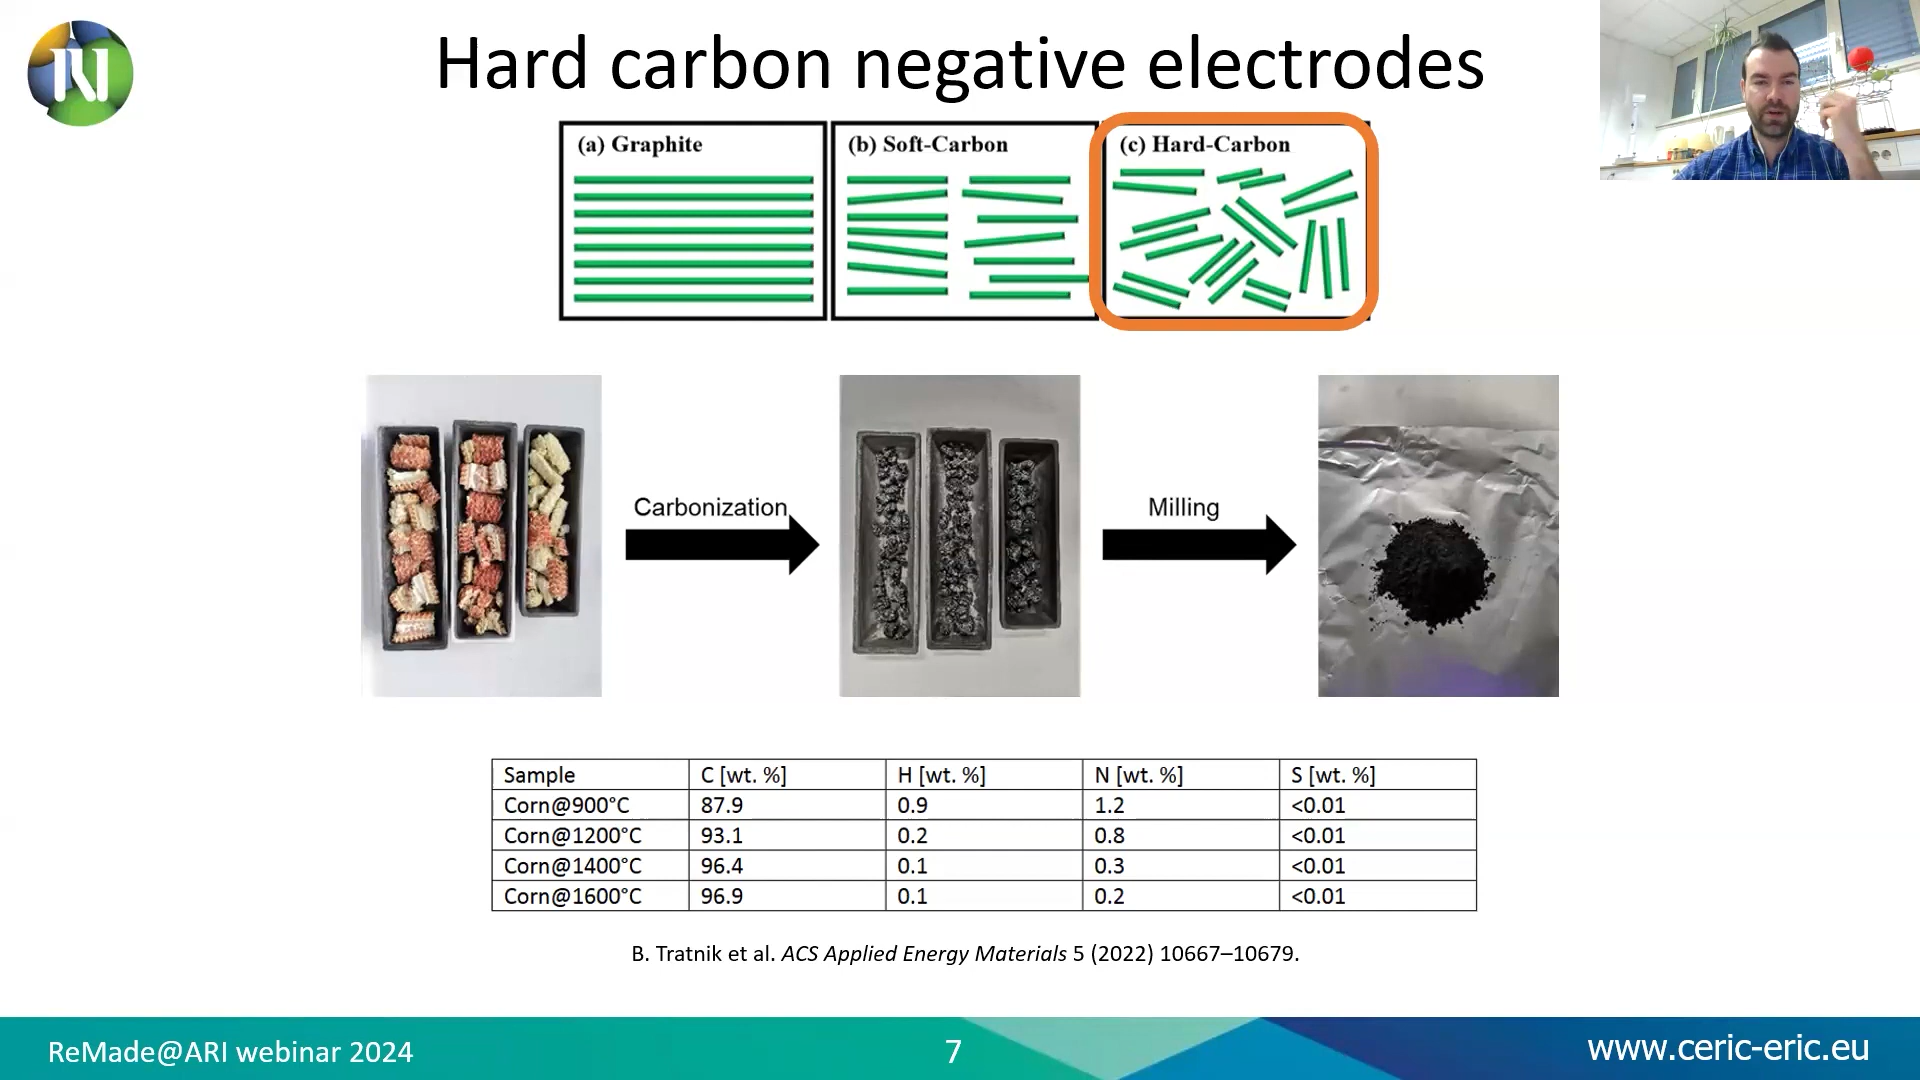 Hard carbon negative electrodes
(a) Graphite
(b) Soft-Carbon
(c) Hard-Carbon
Carbonization
Milling
Sample C [wt. %] H [wt. %] N [wt. %] S [wt. %]
Corn@900°C 87.9 0.9 1.2 <0.01
Corn@1200°C 93.1 0.2 0.8 <0.01
Corn@1400°C 96.4 0.1 0.3 <0.01
Corn@1600°C 96.9 0.1 0.2 <0.01
B. Tratnik et al. ACS Applied Energy Materials 5 (2022) 10667–10679.
ReMade@ARI webinar 2024
7
www.ceric-eric.eu